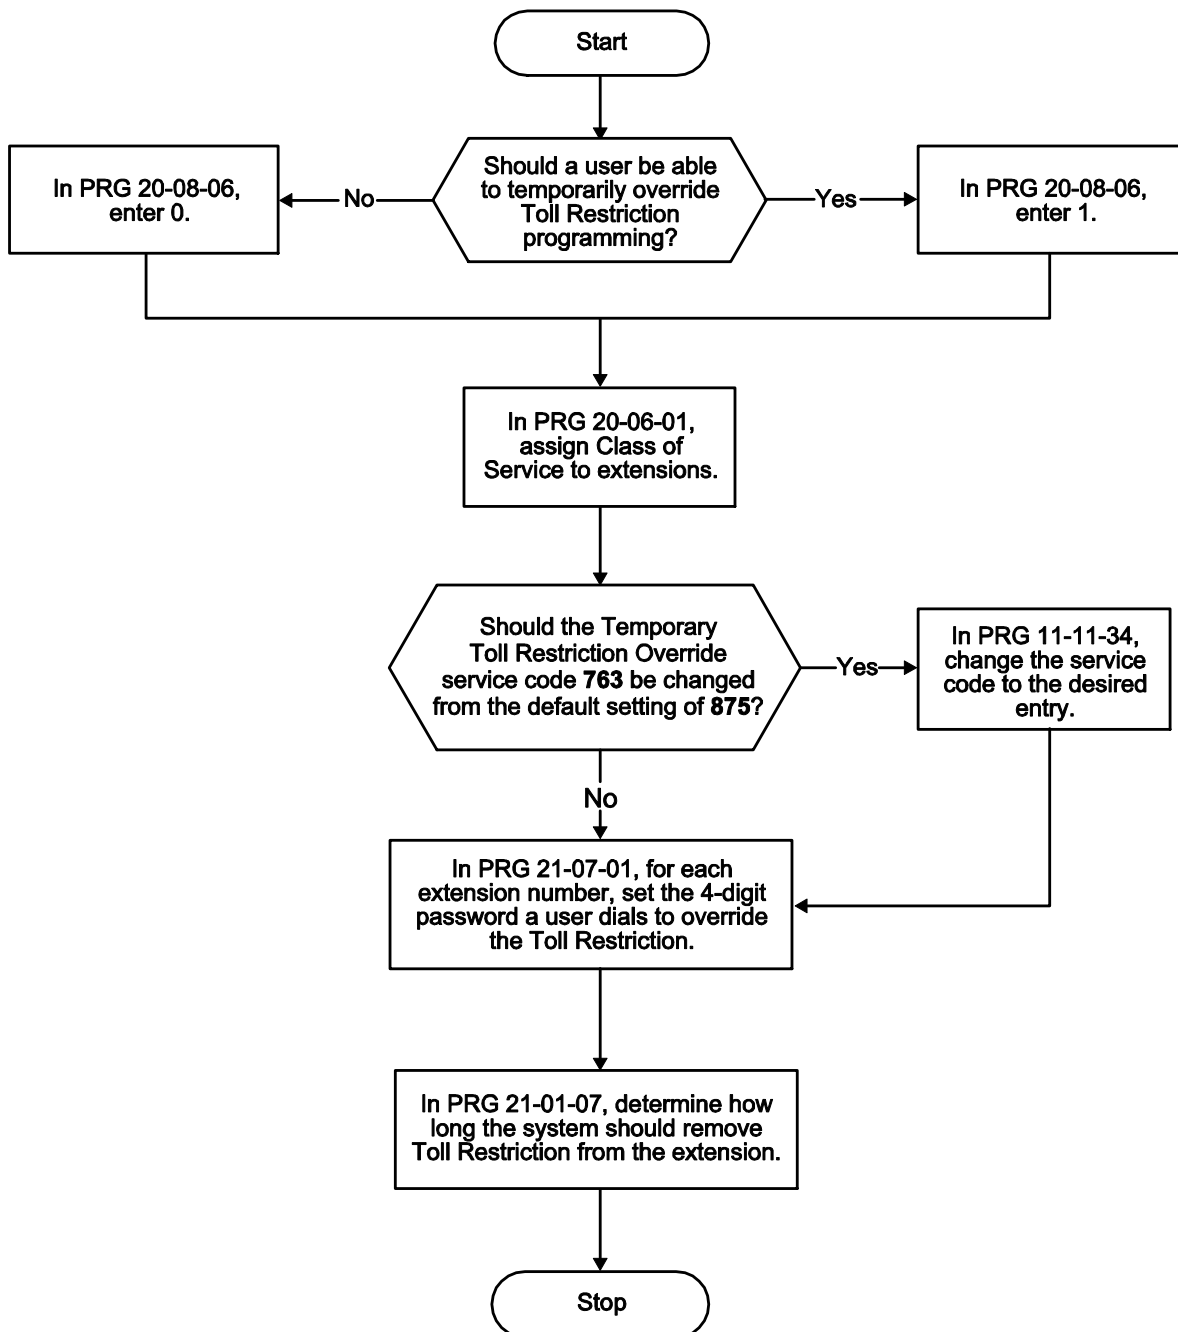 Start
Should a user be able
to temporarily override
Toll Restriction
programming?
No
Yes
In PRG 20-08-06,
enter 0.
In PRG 20-08-06,
enter 1.
In PRG 20-06-01,
assign Class of
Service to extensions.
Should the Temporary
Toll Restriction Override
service code 763 be changed
from the default setting of 875?
Yes
In PRG 11-11-34,
change the service
code to the desired
entry.
No
In PRG 21-07-01, for each
extension number, set the 4-digit
password a user dials to override
the Toll Restriction.
In PRG 21-01-07, determine how
long the system should remove
Toll Restriction from the extension.
Stop